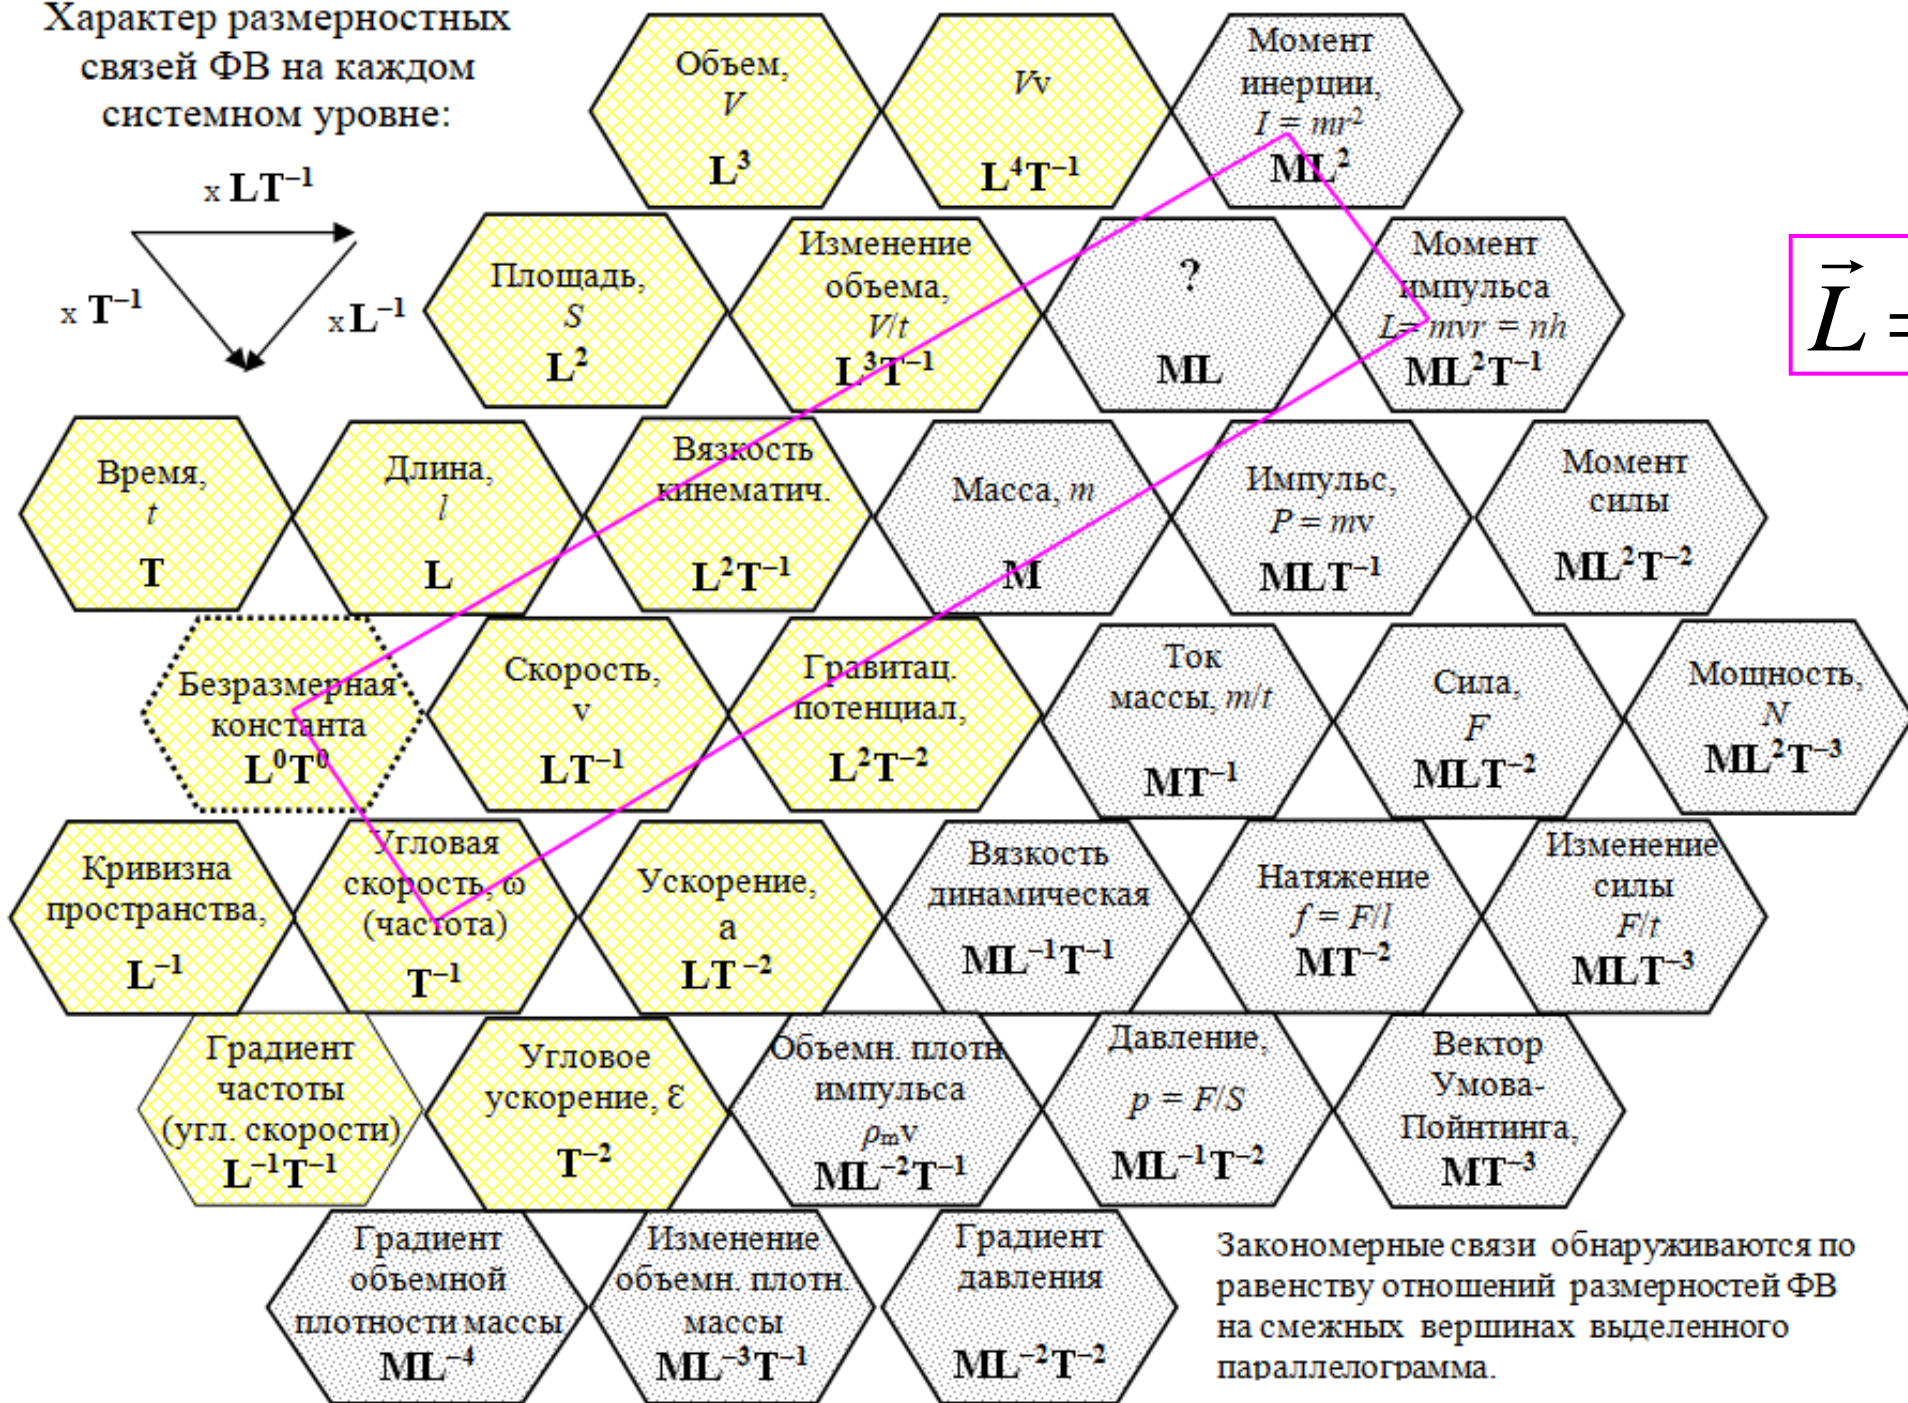 Характер размерностных
связей ФВ на каждом
системном уровне:
x LT⁻¹
x T⁻¹
x L⁻¹
Объем,
V
L³
Vv
L⁴T⁻¹
Момент
инерции,
I = mr²
ML²
Площадь,
S
L²
Изменение
объема,
V/t
L³T⁻¹
?
ML
Момент
импульса
L= mvr = nh
ML²T⁻¹
L⃗ =
Время,
t
T
Длина,
l
L
Вязкость
кинематич.
L²T⁻¹
Масса, m
M
Импульс,
P = mv
MLT⁻¹
Момент
силы
ML²T⁻²
Безразмерная
константа
L⁰T⁰
Скорость,
v
LT⁻¹
Гравитац.
потенциал,
L²T⁻²
Ток
массы, m/t
MT⁻¹
Сила,
F
MLT⁻²
Мощность,
N
ML²T⁻³
Кривизна
пространства,
L⁻¹
Угловая
скорость, ω
(частота)
T⁻¹
Ускорение,
a
LT⁻²
Вязкость
динамическая
ML⁻¹T⁻¹
Натяжение
f = F/l
MT⁻²
Изменение
силы
F/t
MLT⁻³
Градиент
частоты
(угл. скорости)
L⁻¹T⁻¹
Угловое
ускорение, Ɛ
T⁻²
Объемн. плотн
импульса
ρₘv
ML⁻²T⁻¹
Давление,
p = F/S
ML⁻¹T⁻²
Вектор
Умова-
Пойнтинга,
MT⁻³
Градиент
объемной
плотности массы
ML⁻⁴
Изменение
объемн. плотн.
массы
ML⁻³T⁻¹
Градиент
давления
ML⁻²T⁻²
Закономерные связи обнаруживаются по
равенству отношений размерностей ФВ
на смежных вершинах выделенного
параллелограмма.